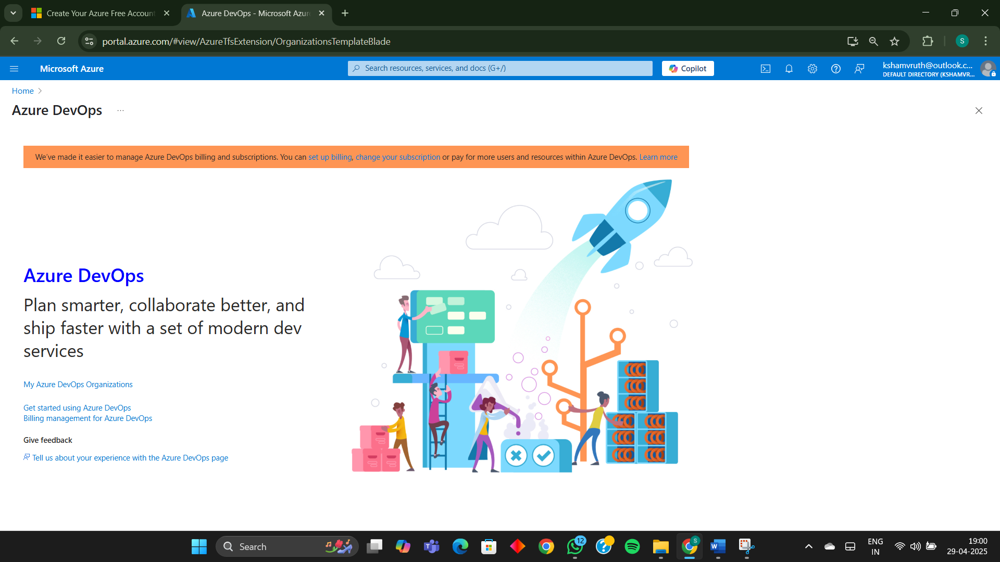 Create Your Azure Free Account
Azure DevOps - Microsoft Azure
portal.azure.com/#view/AzureTfsExtension/OrganizationsTemplateBlade
S
Microsoft Azure
Search resources, services, and docs (G+/)
Copilot
kshamvruth@outlook.c...
DEFAULT DIRECTORY (KSHAMVR...
Home
Azure DevOps
We've made it easier to manage Azure DevOps billing and subscriptions. You can set up billing, change your subscription or pay for more users and resources within Azure DevOps. Learn more
Azure DevOps
Plan smarter, collaborate better, and
ship faster with a set of modern dev
services
My Azure DevOps Organizations
Get started using Azure DevOps
Billing management for Azure DevOps
Give feedback
Tell us about your experience with the Azure DevOps page
Search
12
S
ENG
IN
19:00
29-04-2025